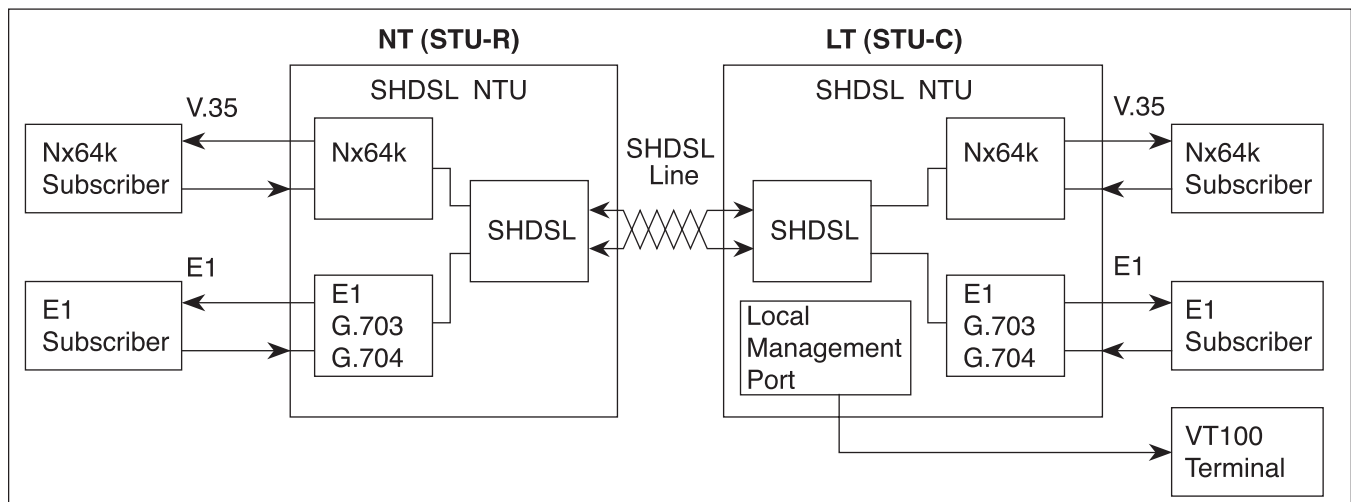 NT (STU-R)
LT (STU-C)
SHDSL NTU
SHDSL NTU
V.35
V.35
Nx64k
Subscriber
Nx64k
SHDSL
Line
Nx64k
Nx64k
Subscriber
SHDSL
SHDSL
E1
E1
E1
Subscriber
E1
G.703
G.704
Local
Management
Port
E1
G.703
G.704
E1
Subscriber
VT100
Terminal